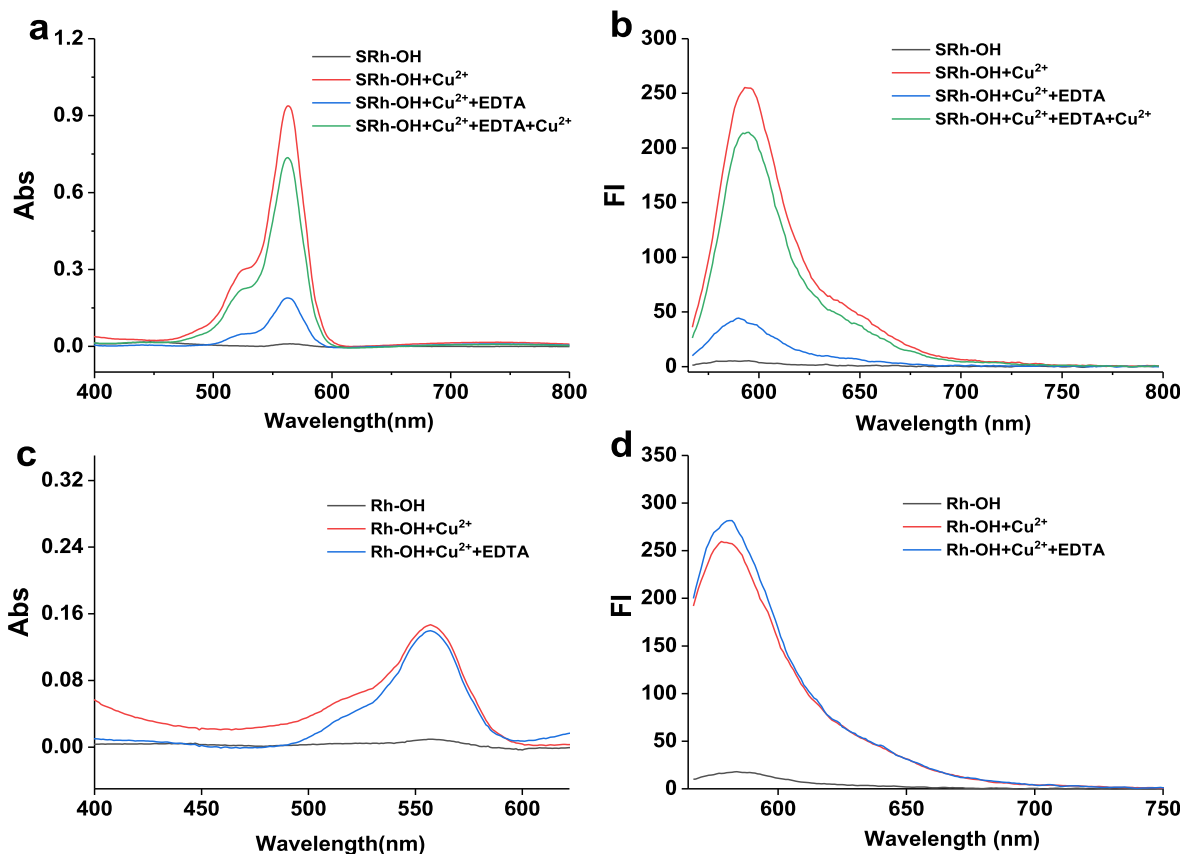 a
1.2
0.9
0.6
0.3
0.0
Abs
400
500
600
700
800
Wavelength(nm)
SRh-OH
SRh-OH+Cu²⁺
SRh-OH+Cu²⁺+EDTA
SRh-OH+Cu²⁺+EDTA+Cu²⁺
b
300
250
200
150
100
50
0
FI
600
650
700
750
800
Wavelength (nm)
SRh-OH
SRh-OH+Cu²⁺
SRh-OH+Cu²⁺+EDTA
SRh-OH+Cu²⁺+EDTA+Cu²⁺
c
0.32
0.24
0.16
0.08
0.00
Abs
400
450
500
550
600
Wavelength(nm)
Rh-OH
Rh-OH+Cu²⁺
Rh-OH+Cu²⁺+EDTA
d
350
300
250
200
150
100
50
0
FI
600
650
700
750
Wavelength (nm)
Rh-OH
Rh-OH+Cu²⁺
Rh-OH+Cu²⁺+EDTA